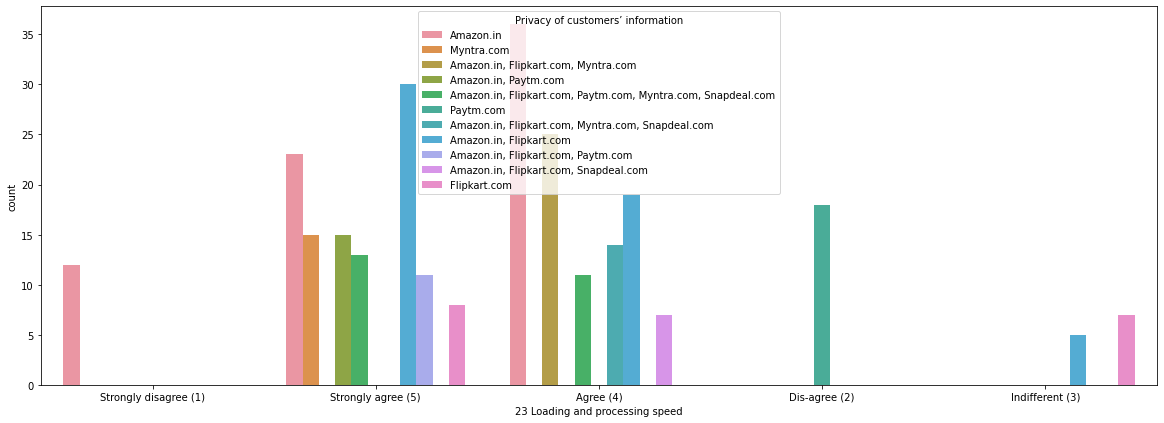 Privacy of customers’ information
Amazon.in
Myntra.com
Amazon.in, Flipkart.com, Myntra.com
Amazon.in, Paytm.com
Amazon.in, Flipkart.com, Paytm.com, Myntra.com, Snapdeal.com
Paytm.com
Amazon.in, Flipkart.com, Myntra.com, Snapdeal.com
Amazon.in, Flipkart.com
Amazon.in, Flipkart.com, Paytm.com
Amazon.in, Flipkart.com, Snapdeal.com
Flipkart.com
35
30
25
20
15
10
5
0
count
Strongly disagree (1)
Strongly agree (5)
Agree (4)
Dis-agree (2)
Indifferent (3)
23 Loading and processing speed